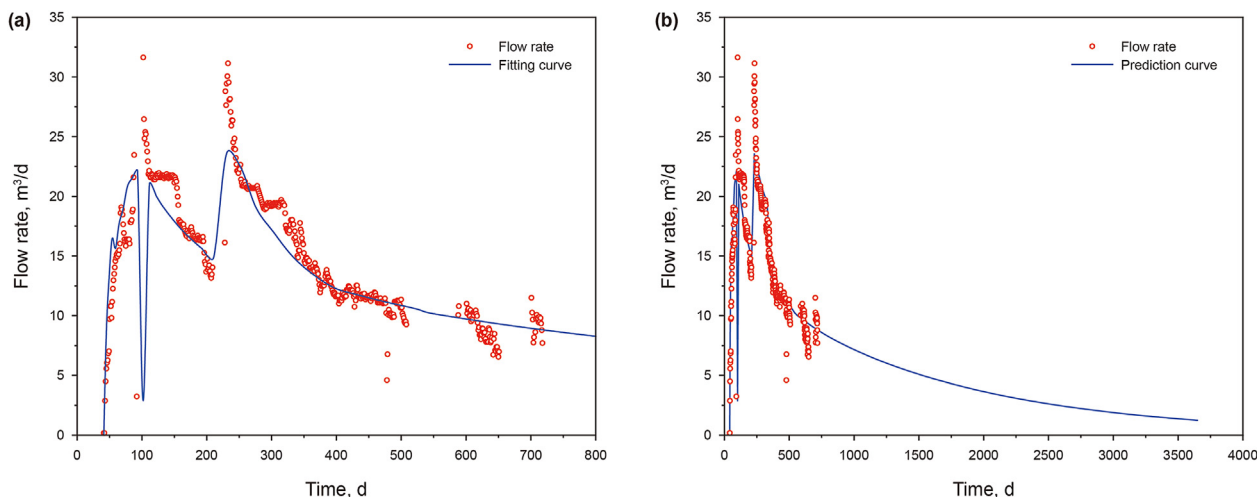 (a)
35
30
25
20
15
10
5
0
Flow rate, m³/d
Flow rate
Fitting curve
0 100 200 300 400 500 600 700 800
Time, d
(b)
35
30
25
20
15
10
5
0
Flow rate, m³/d
Flow rate
Prediction curve
0 250 500 1000 1500 2000 2500 3000 3500 4000
Time, d